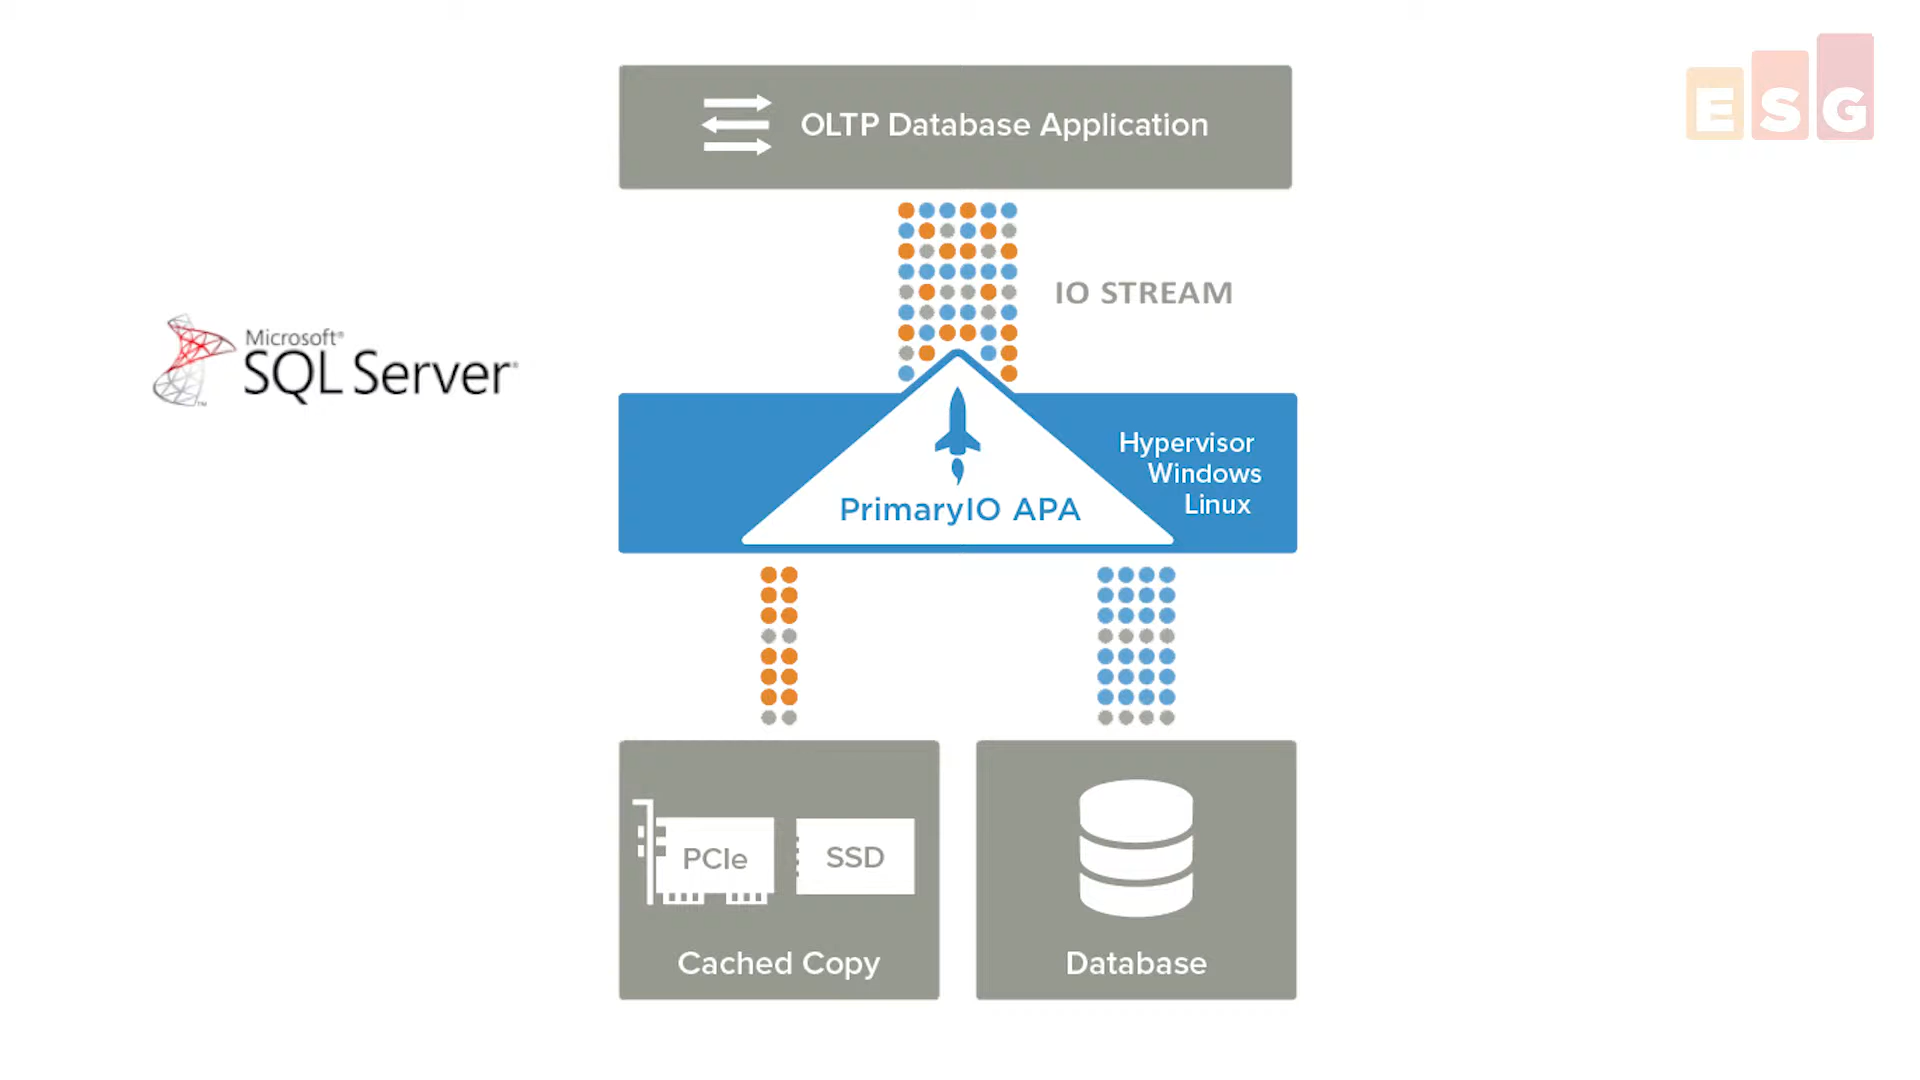 ESG
OLTP Database Application
IO STREAM
Microsoft®
SQL Server®
™
Hypervisor
Windows
Linux
PrimaryIO APA
PCIe
SSD
Cached Copy
Database